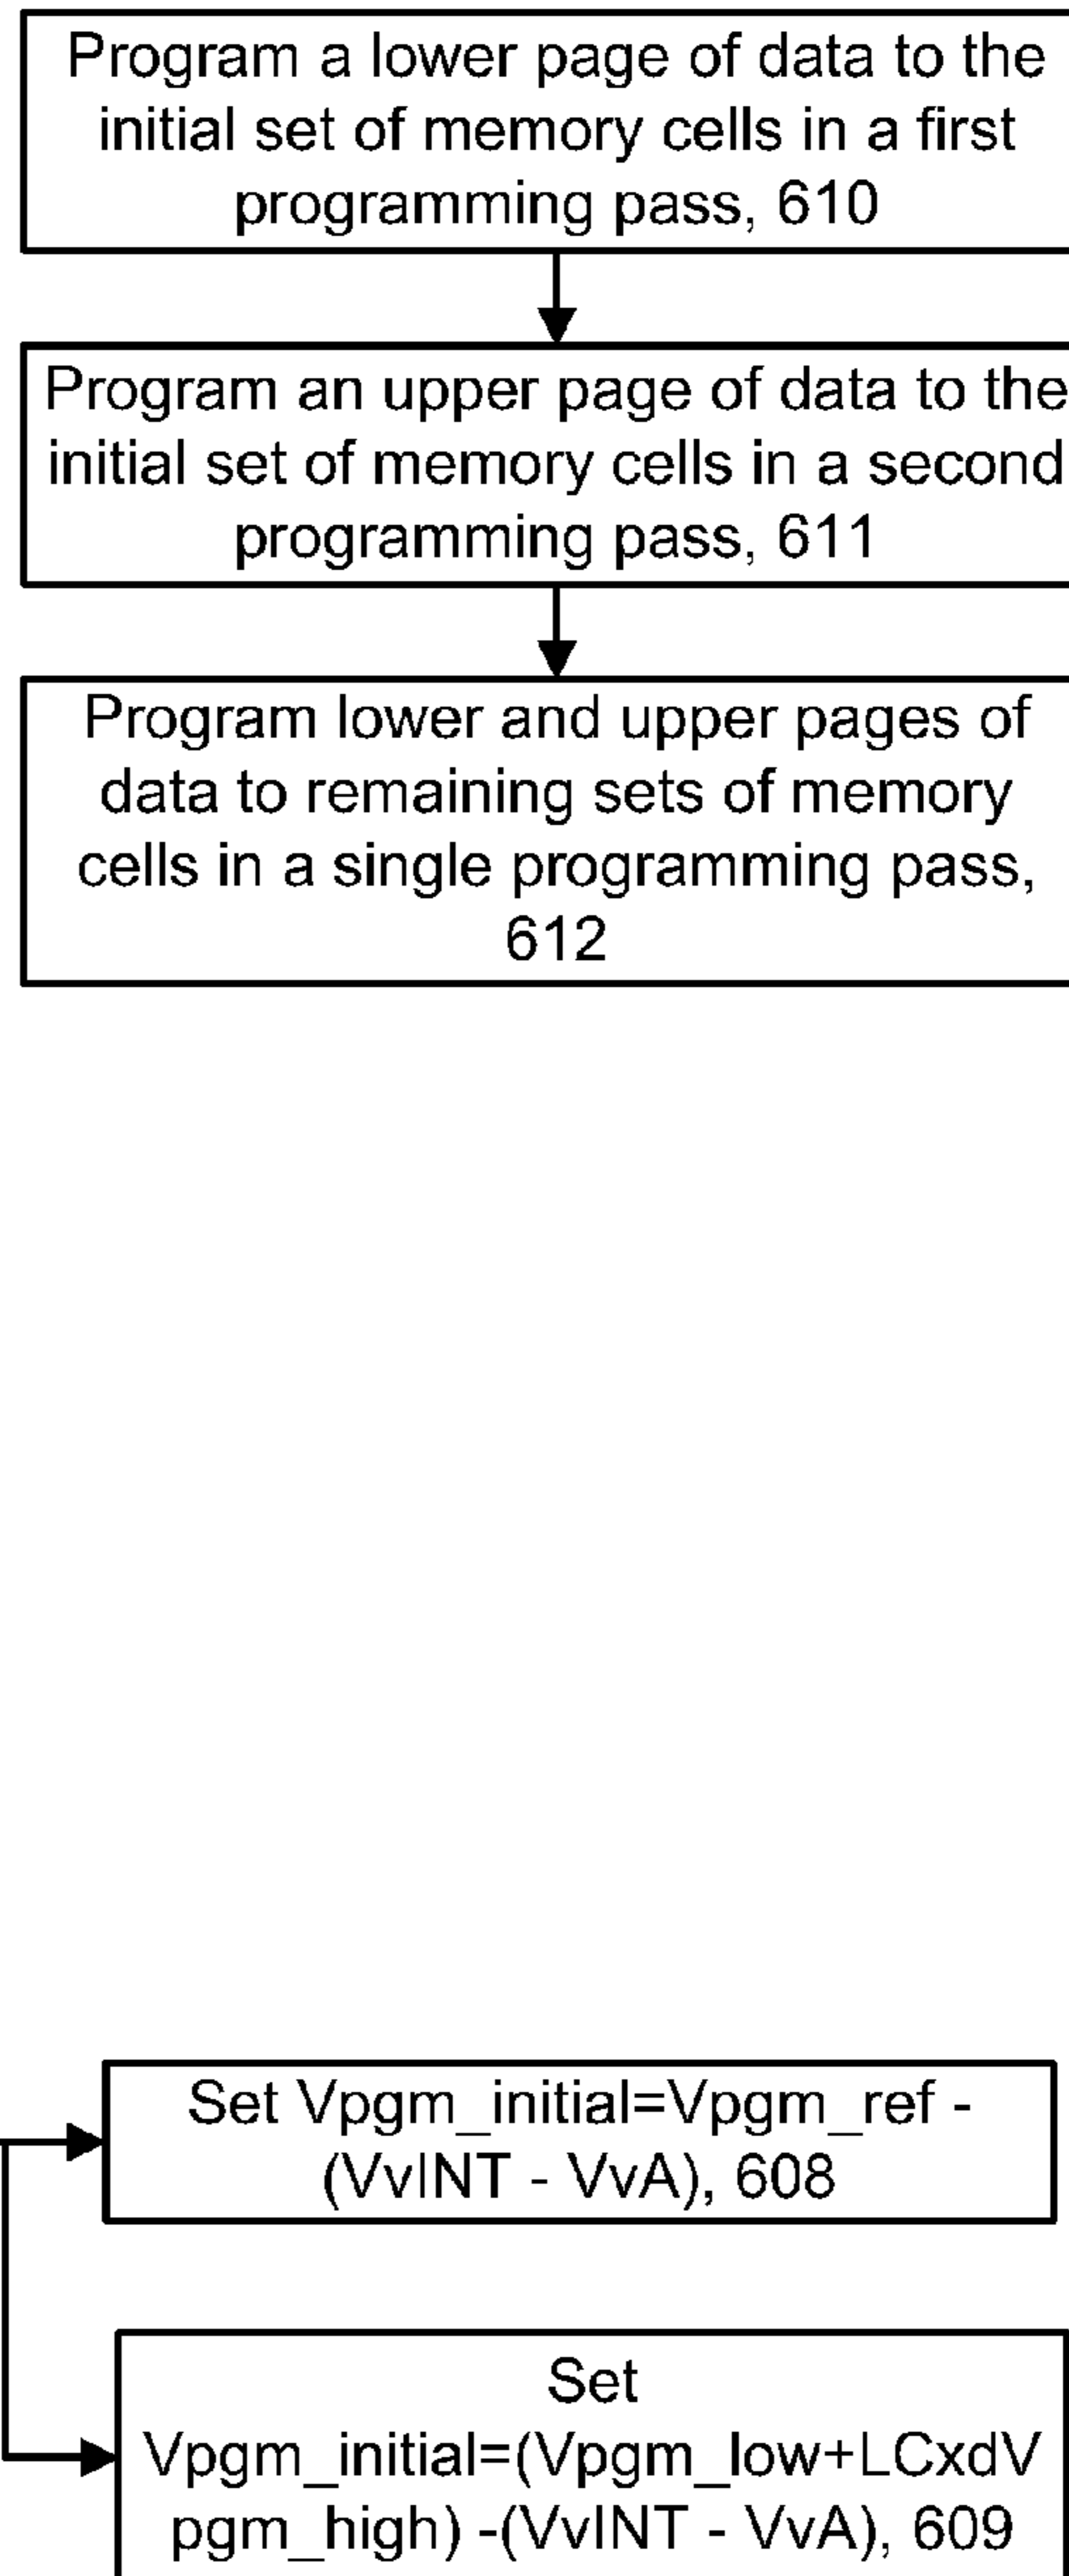 Program a lower page of data to the
initial set of memory cells in a first
programming pass, 610
Program an upper page of data to the
initial set of memory cells in a second
programming pass, 611
Program lower and upper pages of
data to remaining sets of memory
cells in a single programming pass,
612
Set Vpgm_initial=Vpgm_ref -
(VvINT - VvA), 608
Set
Vpgm_initial=(Vpgm_low+LCxdV
pgm_high) -(VvINT - VvA), 609